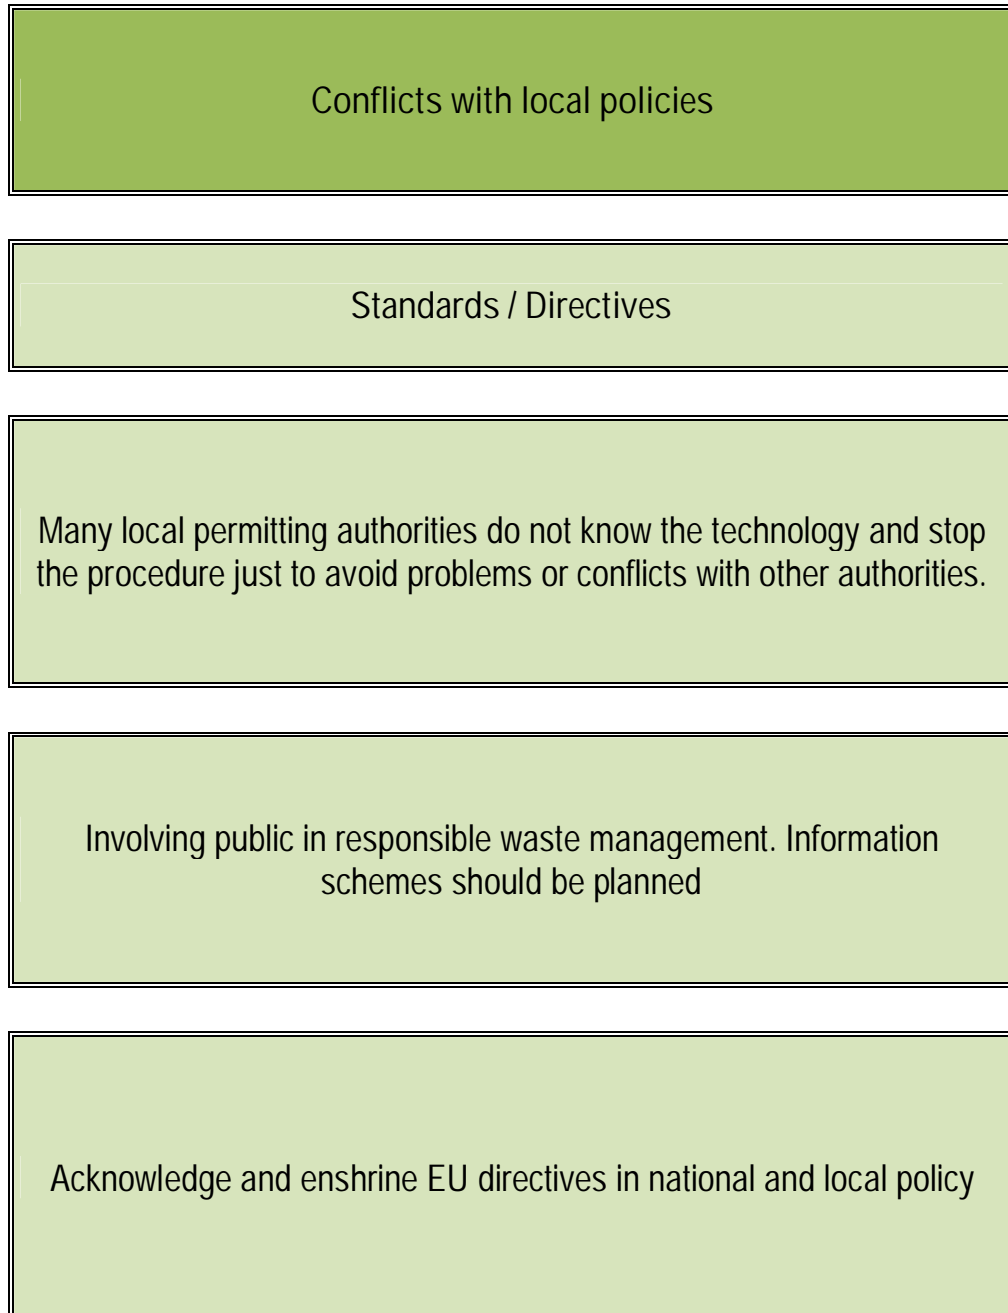 Conflicts with local policies
Standards / Directives
Many local permitting authorities do not know the technology and stop
the procedure just to avoid problems or conflicts with other authorities.
Involving public in responsible waste management. Information
schemes should be planned
Acknowledge and enshrine EU directives in national and local policy